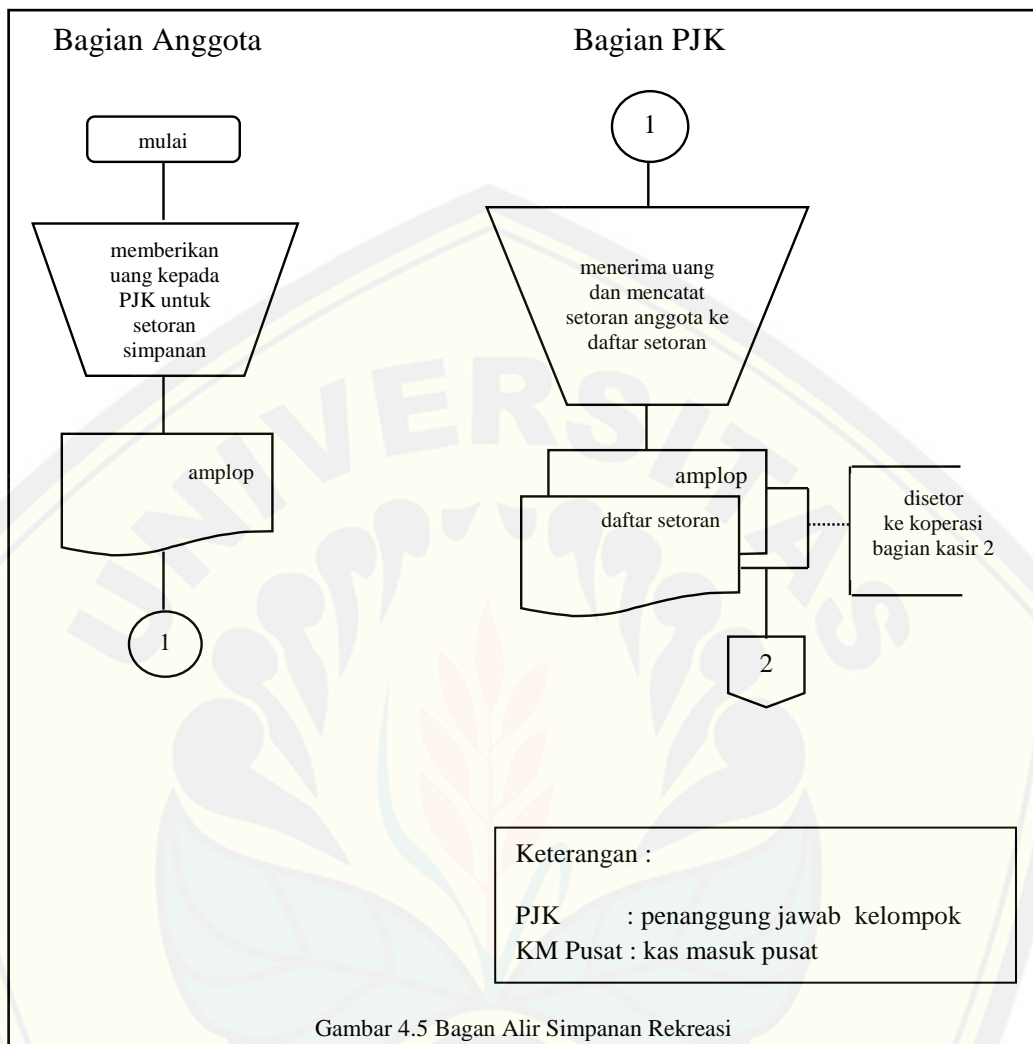 Bagian Anggota
mulai
memberikan
uang kepada
PJK untuk
setoran
simpanan
amplop
1
Bagian PJK
1
menerima uang
dan mencatat
setoran anggota ke
daftar setoran
amplop
daftar setoran
disetor
ke koperasi
bagian kasir 2
2
Keterangan :
PJK : penanggung jawab kelompok
KM Pusat : kas masuk pusat
Gambar 4.5 Bagan Alir Simpanan Rekreasi
UNIVERSITAS